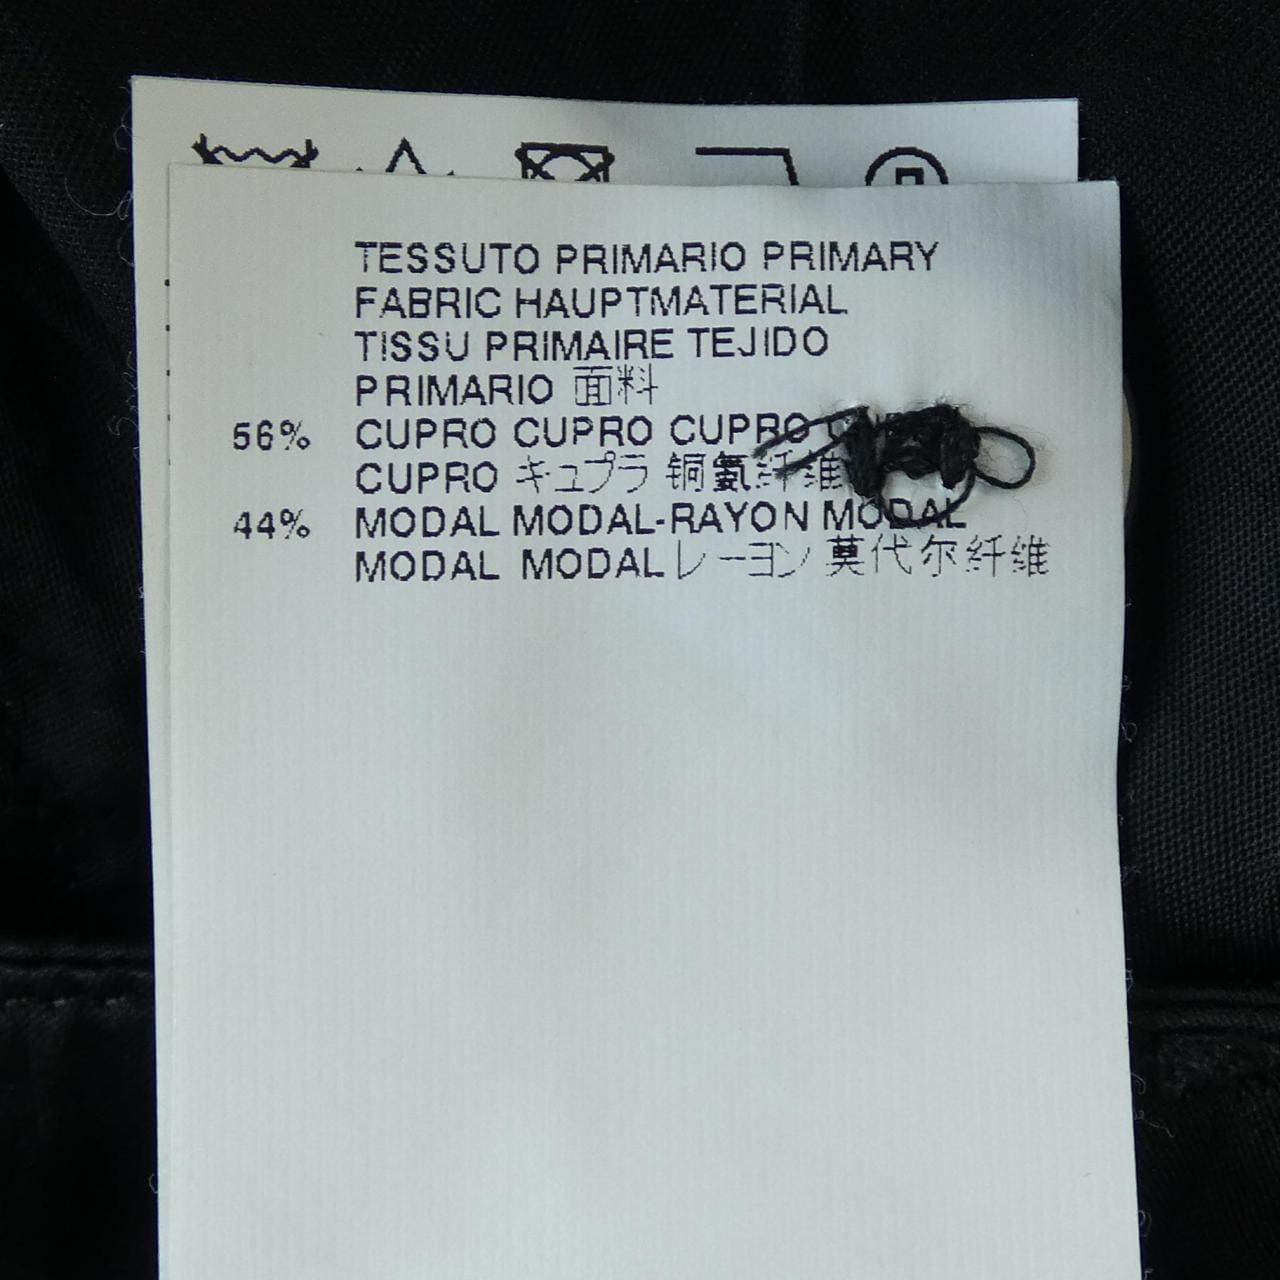 TESSUTO PRIMARIO PRIMARY
FABRIC HAUPTMATERIAL
TISSU PRIMAIRE TEJIDO
PRIMARIO 面料
56% CUPRO CUPRO CUPRO
CUPRO キュプラ 铜氨纤维
44% MODAL MODAL-RAYON MODAL
MODAL MODALレーヨン 莫代尔纤维